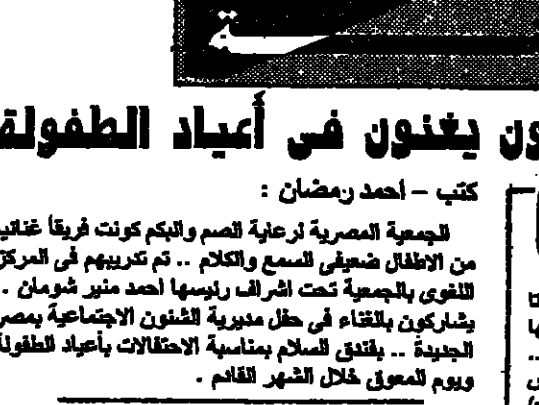 ون يغنون فى أعياد الطفولة
كتب – احمد رمضان :
الجمعية المصرية لرعاية الصم والبكم كونت فريقاً غنائيـ
من الاطفال ضعيفى السمع والكلام .. تم تدريبهم فى المركز
اللغوى بالجمعية تحت اشراف رئيسها احمد منير شومان .
يشاركون بالغناء فى حفل مديرية الشئون الاجتماعية بمصر
الجديدة .. بفندق السلام بمناسبة الاحتفالات بأعياد الطفولة
ويوم المعوق خلال الشهر القادم .